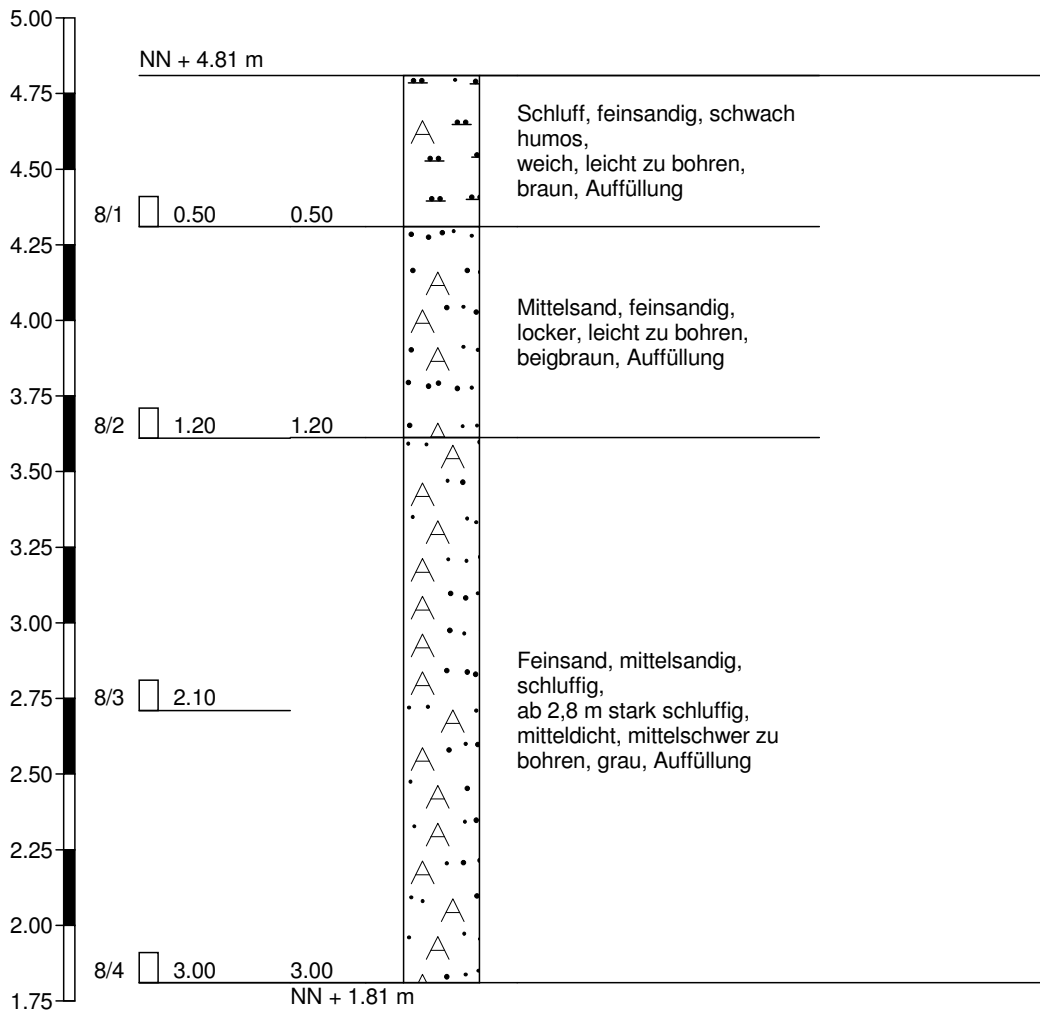 5.00
NN + 4.81 m
4.75
Schluff, feinsandig, schwach
humos,
weich, leicht zu bohren,
braun, Auffüllung
4.50
8/1 0.50 0.50
4.25
Mittelsand, feinsandig,
locker, leicht zu bohren,
beigbraun, Auffüllung
4.00
3.75
8/2 1.20 1.20
3.50
3.25
3.00
Feinsand, mittelsandig,
schluffig,
ab 2,8 m stark schluffig,
mitteldicht, mittelschwer zu
bohren, grau, Auffüllung
2.75
8/3 2.10
2.50
2.25
2.00
8/4 3.00 3.00
1.75
NN + 1.81 m